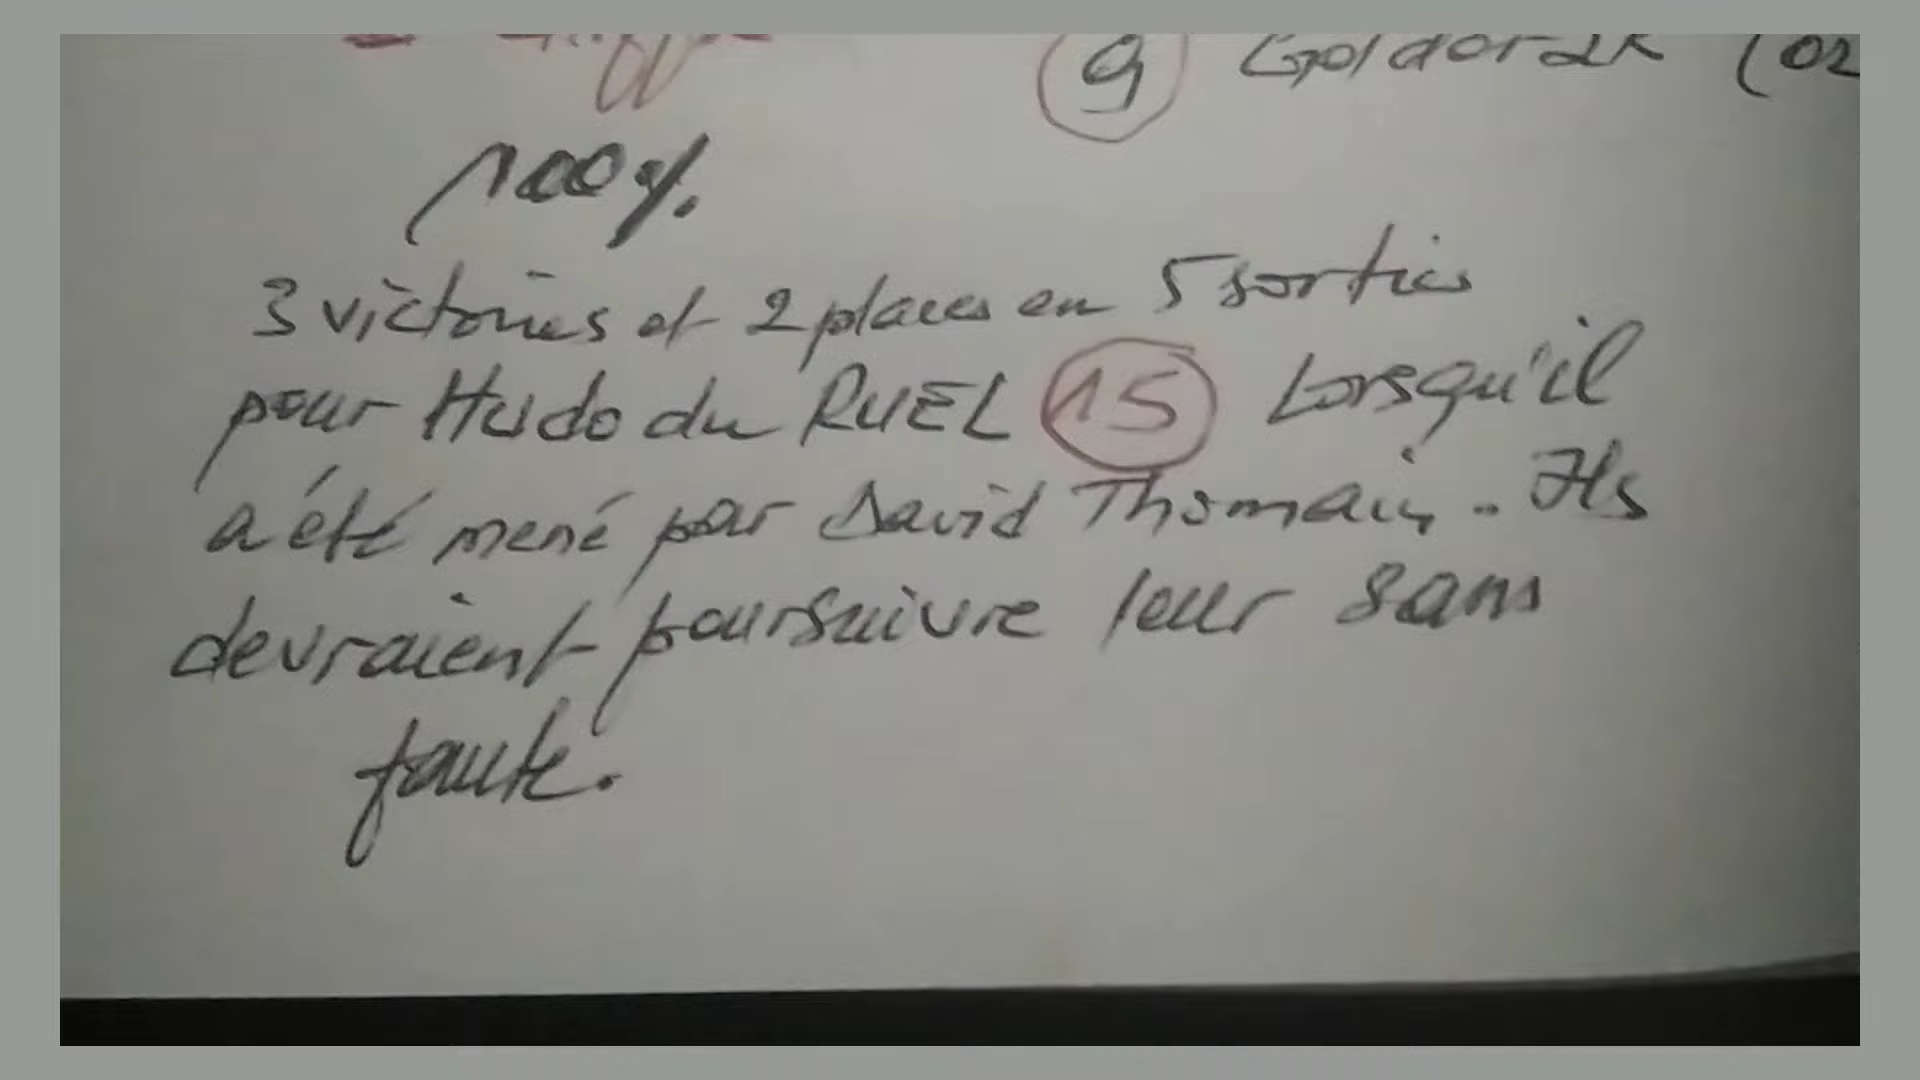 9 Goldorak (02
100%.
3 victoires et 2 places en 5 sorties
pour Hudo du RUEL 15 Lorsqu'il
a été mené par David Thomain. Ils
devraient poursuivre leur sans
faute.